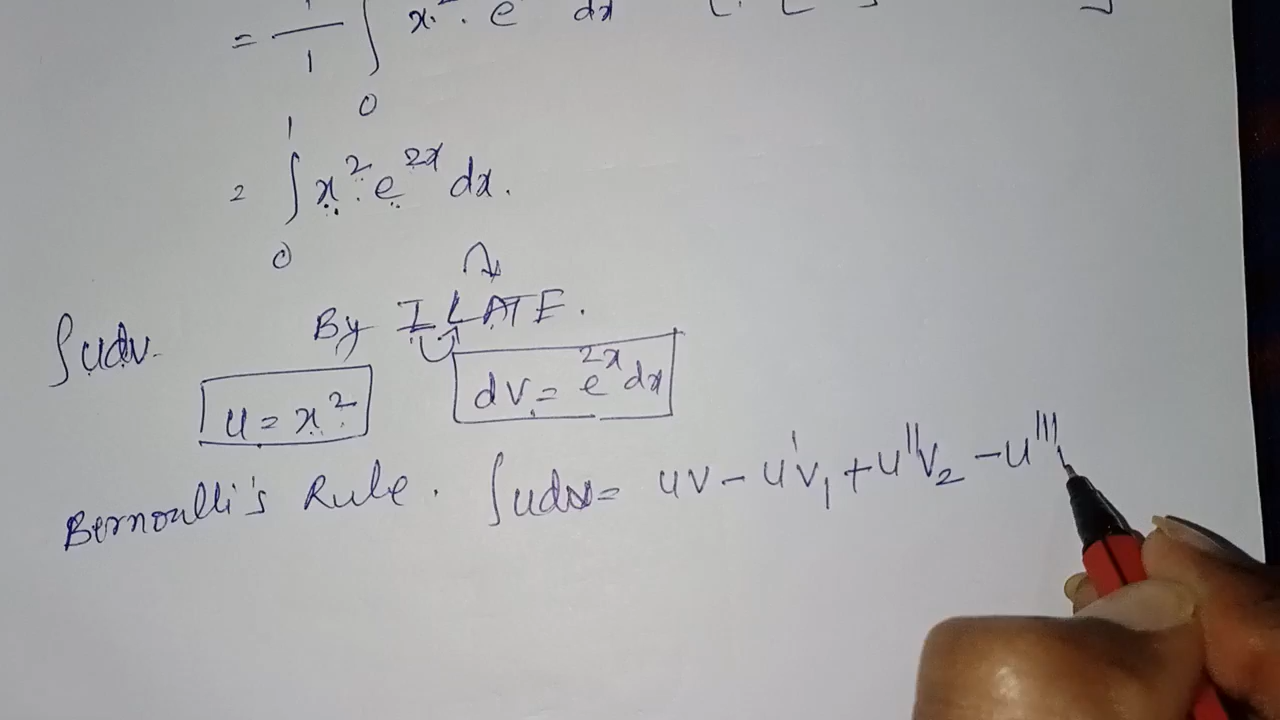 = 1/1 ∫₀ x² · e dx [∵ [ ] ]
= ∫₀¹ x² · e^{2x} dx.
By ILATE.
∫udv.
u = x² dv = e^{2x} dx
Bernoulli's Rule. ∫udv = uv - u'v₁ + u''v₂ - u'''